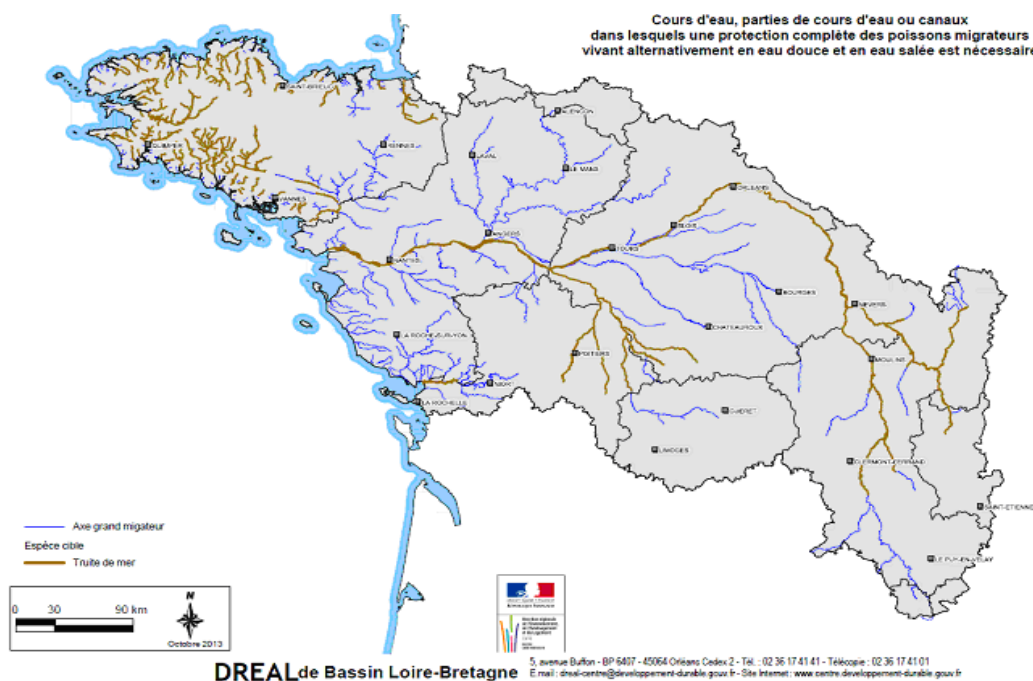 Cours d'eau, parties de cours d'eau ou canaux
dans lesquels une protection complète des poissons migrateurs
vivant alternativement en eau douce et en eau salée est nécessaire
SAINT-BRIEUC
ALENCON
QUIMPER
RENNES
LAVAL
LE MANS
ORLEANS
VANNES
BLOIS
ANGERS
TOURS
NANTES
BOURGES
NEVERS
CHATEAUROUX
LA ROCHE-SUR-YON
POITIERS
MOULINS
NIORT
LA ROCHELLE
GUERET
LIMOGES
CLERMONT-FERRAND
SAINT-ETIENNE
LE PUY-EN-VELAY
Axe grand migateur
Espèce cible
Truite de mer
0 30 90 km
N
Octobre 2013
RÉPUBLIQUE FRANÇAISE
DREAL de Bassin Loire-Bretagne
5, avenue Buffon - BP 6407 - 45064 Orléans Cedex 2 - Tél. : 02 36 17 41 41 - Télécopie : 02 36 17 41 01
E.mail : dreal-centre@developpement-durable.gouv.fr - Site Internet : www.centre.developpement-durable.gouv.fr